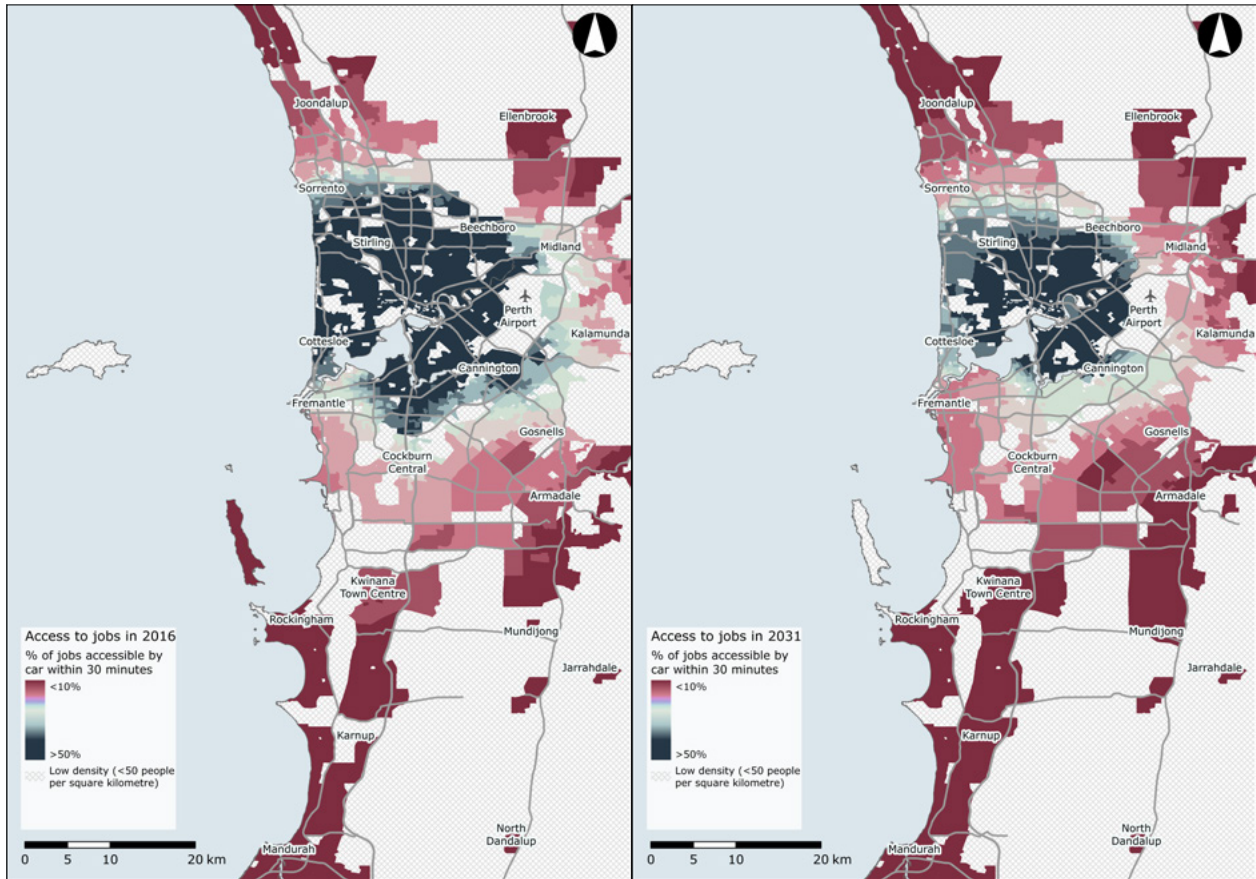 Joondalup
Ellenbrook
Sorrento
Beechboro
Stirling
Midland
Perth
Airport
Cottesloe
Kalamunda
Cannington
Fremantle
Gosnells
Cockburn
Central
Armadale
Kwinana
Town Centre
Rockingham
Mundijong
Jarrahdale
Karnup
North
Dandalup
Mandurah
Access to jobs in 2016
% of jobs accessible by
car within 30 minutes
<10%
>50%
Low density (<50 people
per square kilometre)
0 5 10 20 km
Joondalup
Ellenbrook
Sorrento
Beechboro
Stirling
Midland
Perth
Airport
Cottesloe
Kalamunda
Cannington
Fremantle
Gosnells
Cockburn
Central
Armadale
Kwinana
Town Centre
Rockingham
Mundijong
Jarrahdale
Karnup
North
Dandalup
Mandurah
Access to jobs in 2031
% of jobs accessible by
car within 30 minutes
<10%
>50%
Low density (<50 people
per square kilometre)
0 5 10 20 km